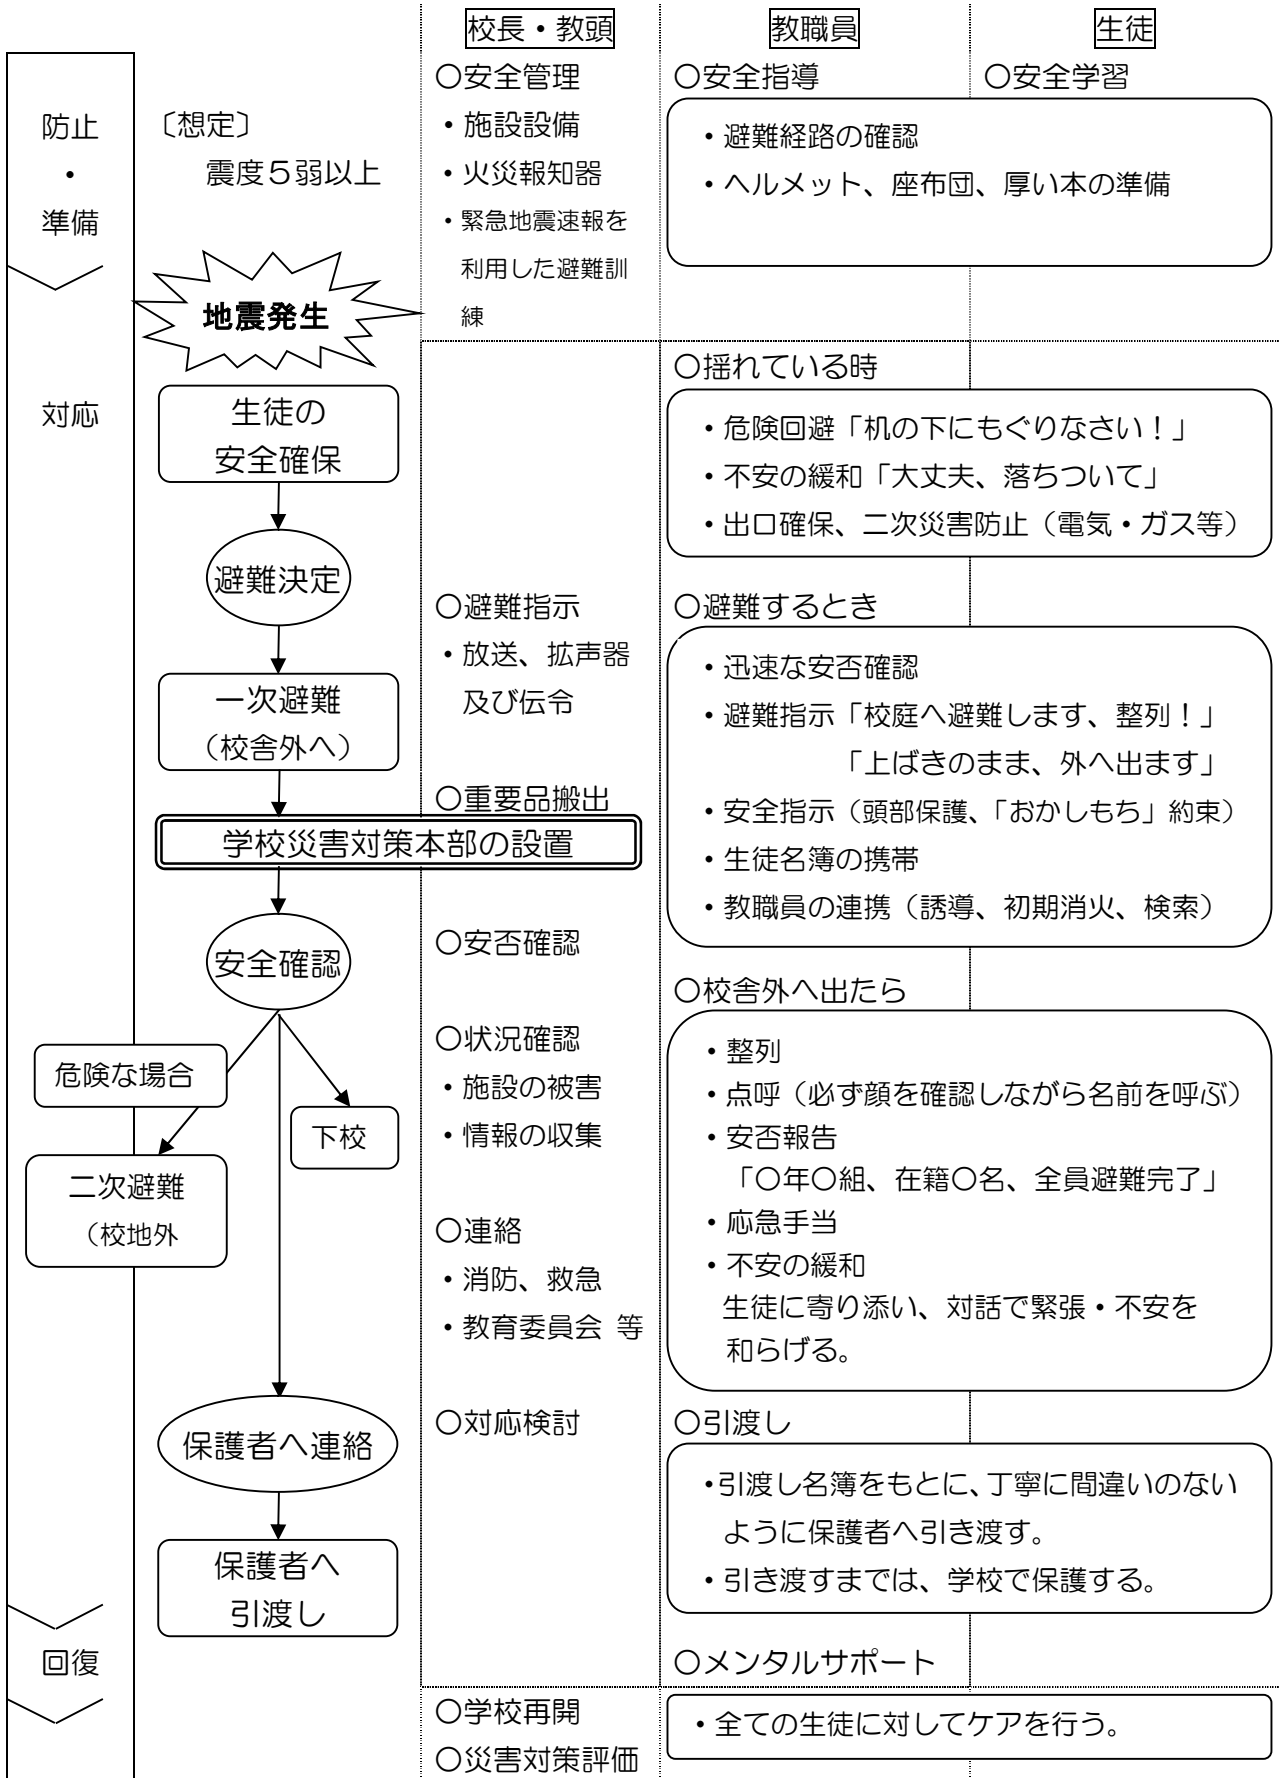 校長・教頭
教職員
生徒
防止
・
準備
対応
回復
〔想定〕
震度５弱以上
地震発生
生徒の
安全確保
避難決定
一次避難
（校舎外へ）
学校災害対策本部の設置
安全確認
危険な場合
下校
二次避難
（校地外
保護者へ連絡
保護者へ
引渡し
〇安全管理
・施設設備
・火災報知器
・緊急地震速報を
利用した避難訓
練
〇避難指示
・放送、拡声器
及び伝令
〇重要品搬出
〇安否確認
〇状況確認
・施設の被害
・情報の収集
〇連絡
・消防、救急
・教育委員会 等
〇対応検討
〇学校再開
〇災害対策評価
〇安全指導
〇安全学習
・避難経路の確認
・ヘルメット、座布団、厚い本の準備
〇揺れている時
・危険回避「机の下にもぐりなさい！」
・不安の緩和「大丈夫、落ちついて」
・出口確保、二次災害防止（電気・ガス等）
〇避難するとき
・迅速な安否確認
・避難指示「校庭へ避難します、整列！」
「上ばきのまま、外へ出ます」
・安全指示（頭部保護、「おかしもち」約束）
・生徒名簿の携帯
・教職員の連携（誘導、初期消火、検索）
〇校舎外へ出たら
・整列
・点呼（必ず顔を確認しながら名前を呼ぶ）
・安否報告
「〇年〇組、在籍〇名、全員避難完了」
・応急手当
・不安の緩和
生徒に寄り添い、対話で緊張・不安を
和らげる。
〇引渡し
・引渡し名簿をもとに、丁寧に間違いのない
ように保護者へ引き渡す。
・引き渡すまでは、学校で保護する。
〇メンタルサポート
・全ての生徒に対してケアを行う。